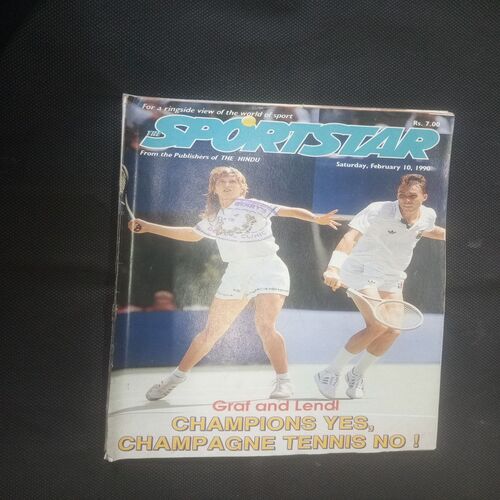 For a ringside view of the world of sport
Rs. 7.00
THE SPORTSTAR
From the Publishers of THE HINDU
Saturday, February 10, 1990
Graf and Lendl
CHAMPIONS YES,
CHAMPAGNE TENNIS NO !